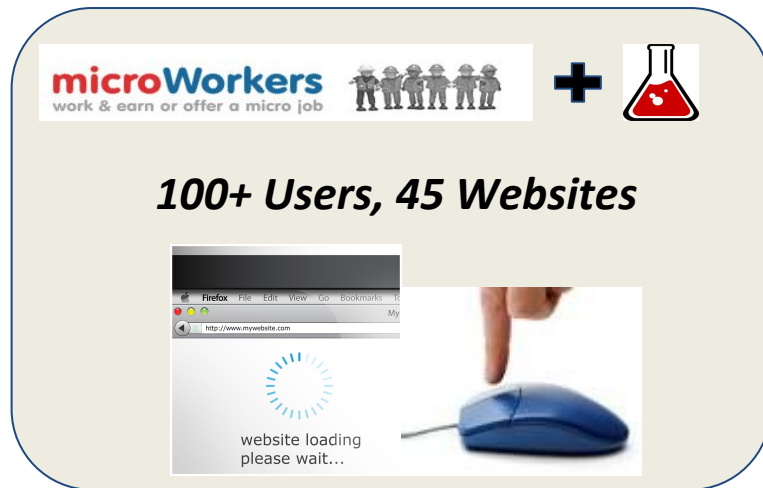 microWorkers
work & earn or offer a micro job
100+ Users, 45 Websites
Firefox File Edit View Go Bookmarks
My
http://www.mywebsite.com
website loading
please wait...